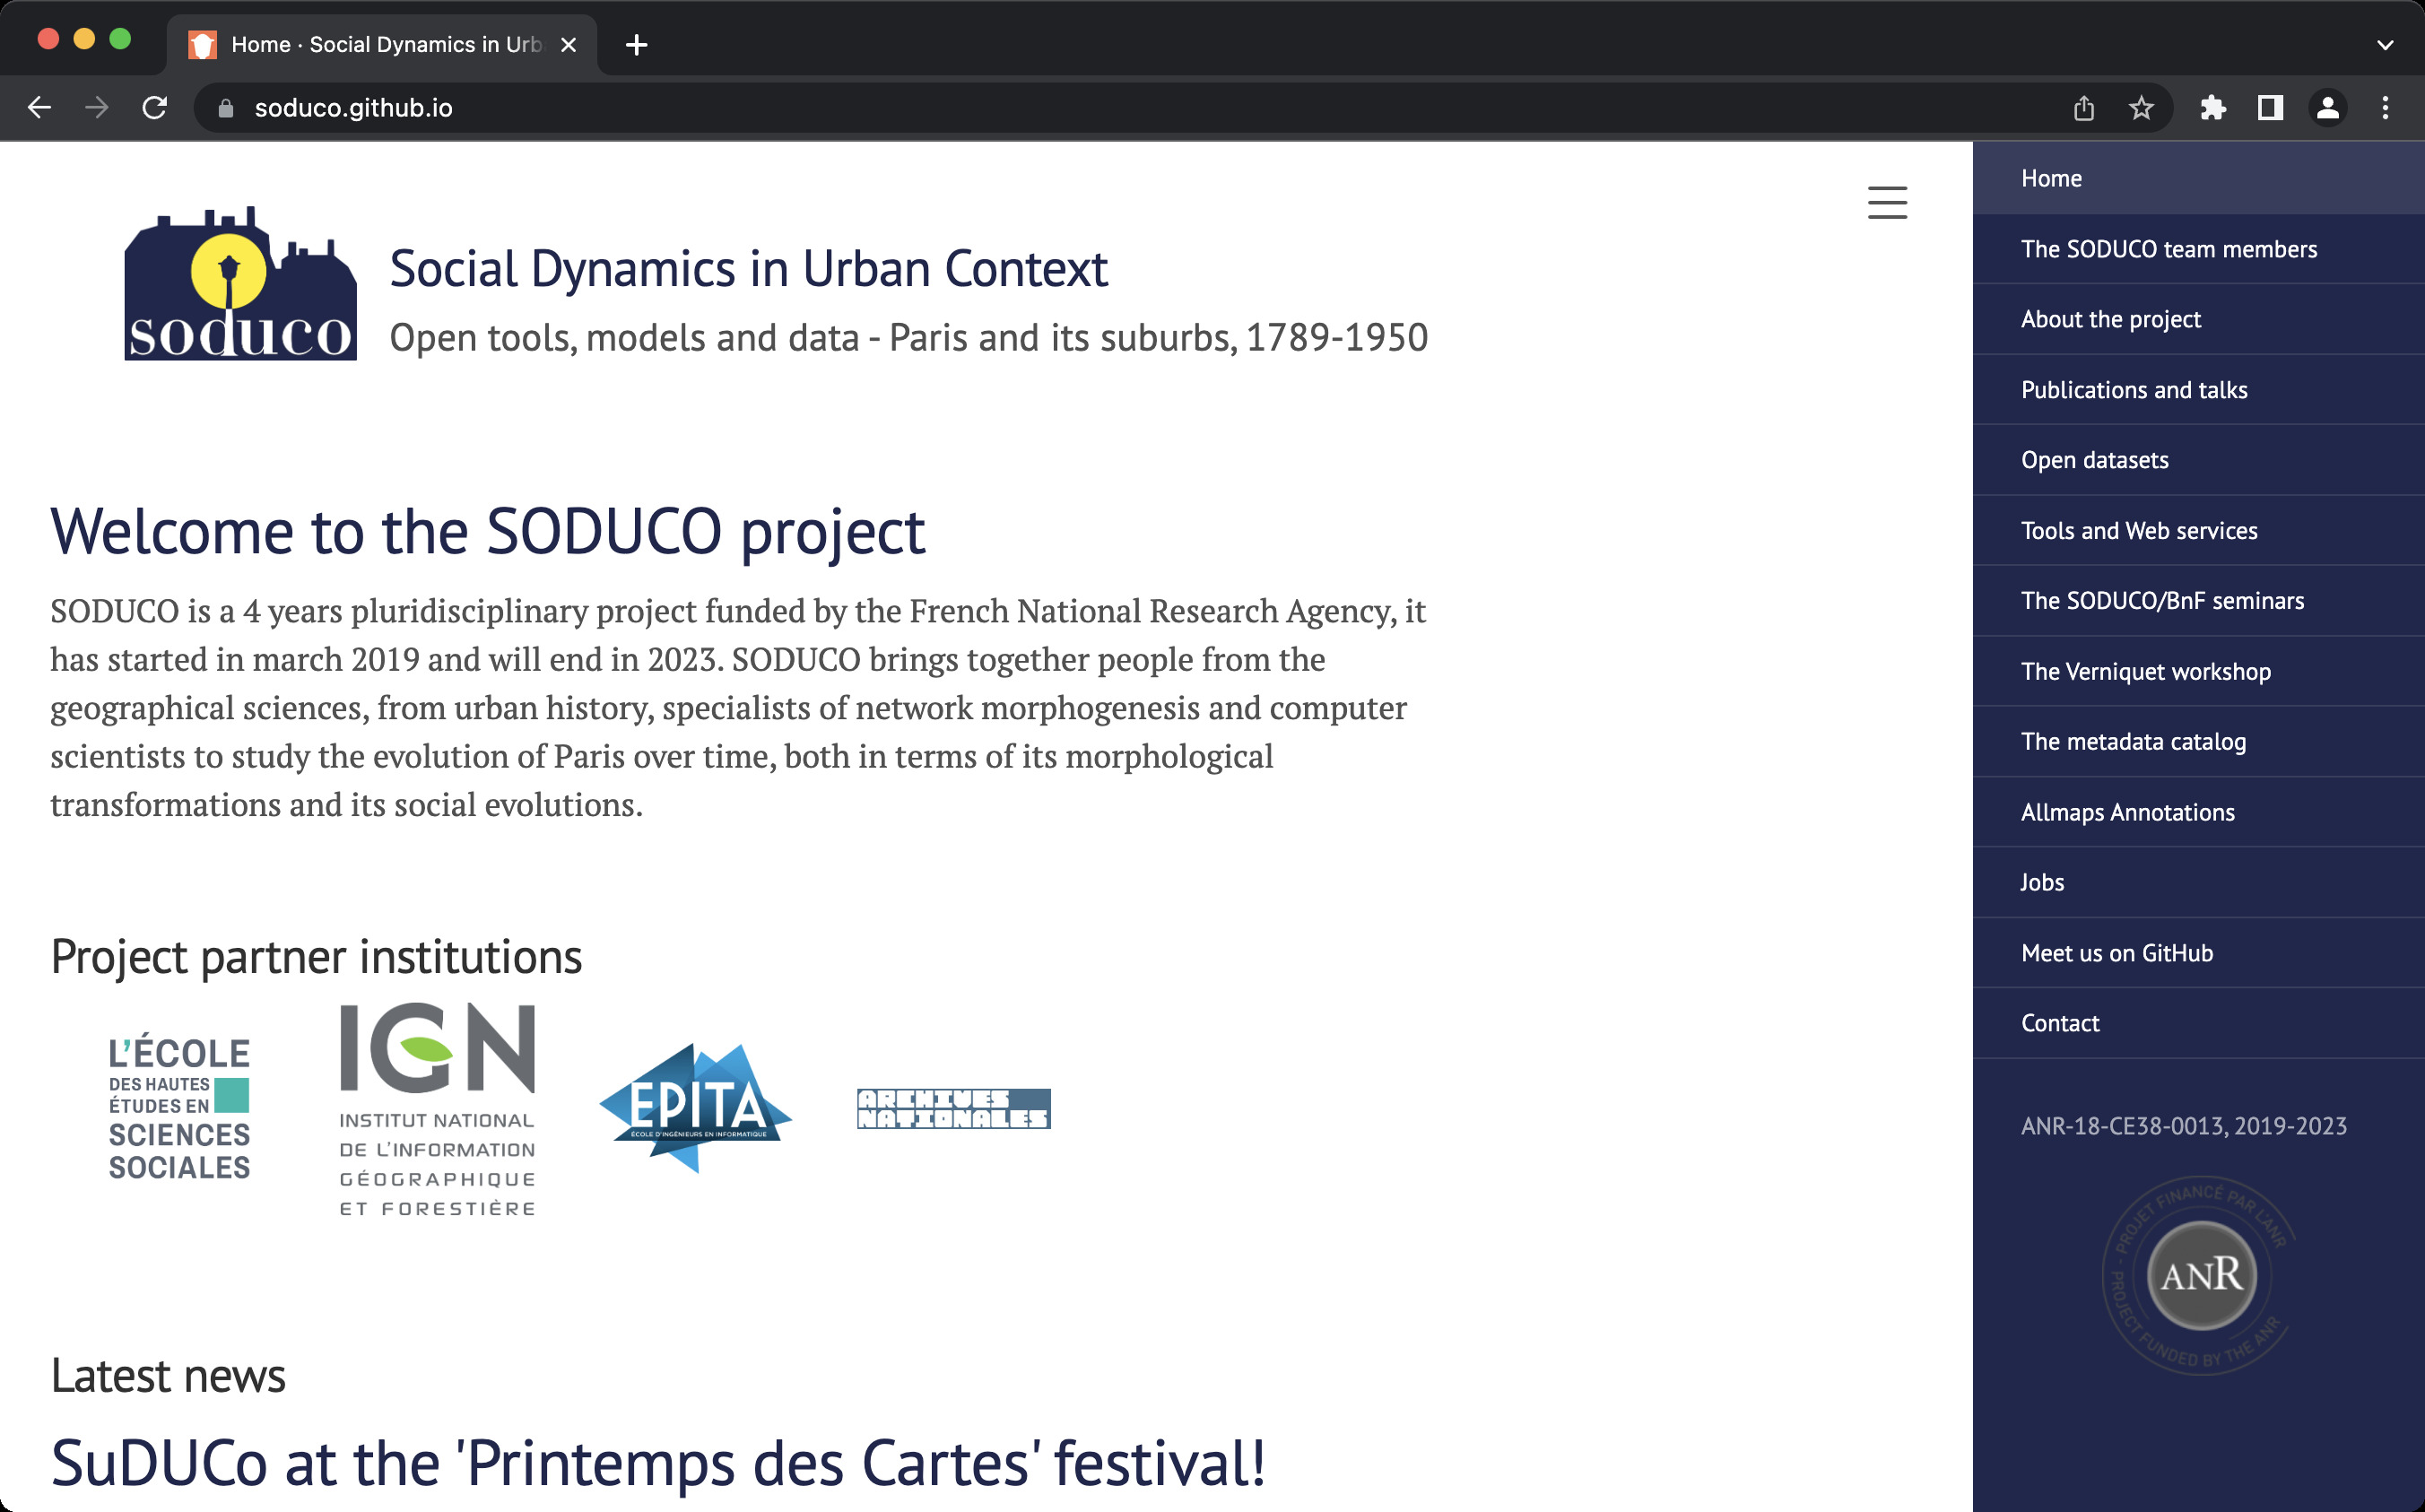 Home · Social Dynamics in Urb
soduco.github.io
soduco
Social Dynamics in Urban Context
Open tools, models and data - Paris and its suburbs, 1789-1950
Welcome to the SODUCO project
SODUCO is a 4 years pluridisciplinary project funded by the French National Research Agency, it
has started in march 2019 and will end in 2023. SODUCO brings together people from the
geographical sciences, from urban history, specialists of network morphogenesis and computer
scientists to study the evolution of Paris over time, both in terms of its morphological
transformations and its social evolutions.
Project partner institutions
L'ÉCOLE
DES HAUTES
ÉTUDES EN
SCIENCES
SOCIALES
IGN
INSTITUT NATIONAL
DE L'INFORMATION
GÉOGRAPHIQUE
ET FORESTIÈRE
EPITA
ÉCOLE D'INGÉNIEURS EN INFORMATIQUE
ARCHIVES
NATIONALES
Latest news
SuDUCo at the 'Printemps des Cartes' festival!
Home
The SODUCO team members
About the project
Publications and talks
Open datasets
Tools and Web services
The SODUCO/BnF seminars
The Verniquet workshop
The metadata catalog
Allmaps Annotations
Jobs
Meet us on GitHub
Contact
ANR-18-CE38-0013, 2019-2023
- PROJET FINANCÉ PAR L'ANR
ANR
PROJECT FUNDED BY THE ANR